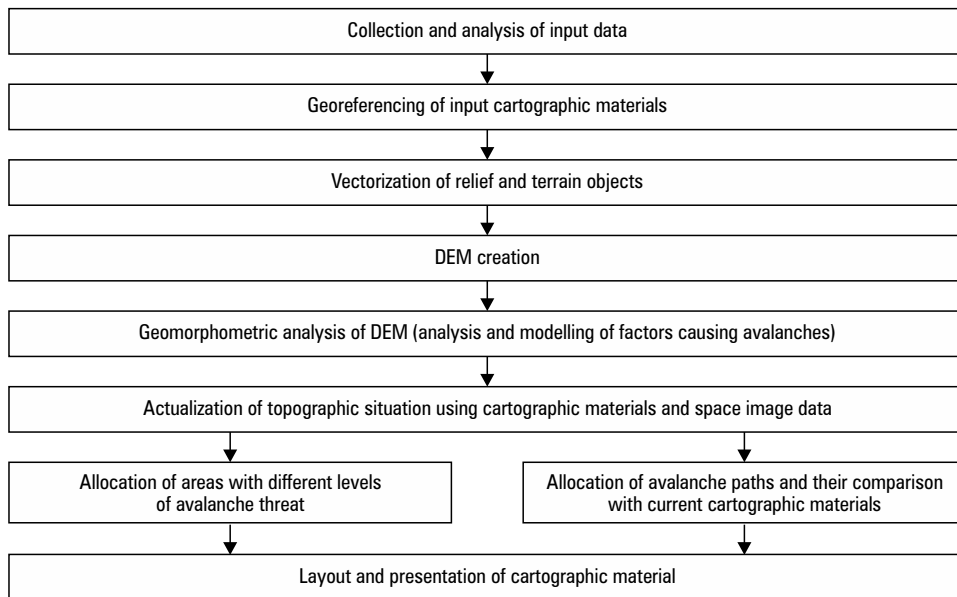 Collection and analysis of input data
Georeferencing of input cartographic materials
Vectorization of relief and terrain objects
DEM creation
Geomorphometric analysis of DEM (analysis and modelling of factors causing avalanches)
Actualization of topographic situation using cartographic materials and space image data
Allocation of areas with different levels
of avalanche threat
Allocation of avalanche paths and their comparison
with current cartographic materials
Layout and presentation of cartographic material